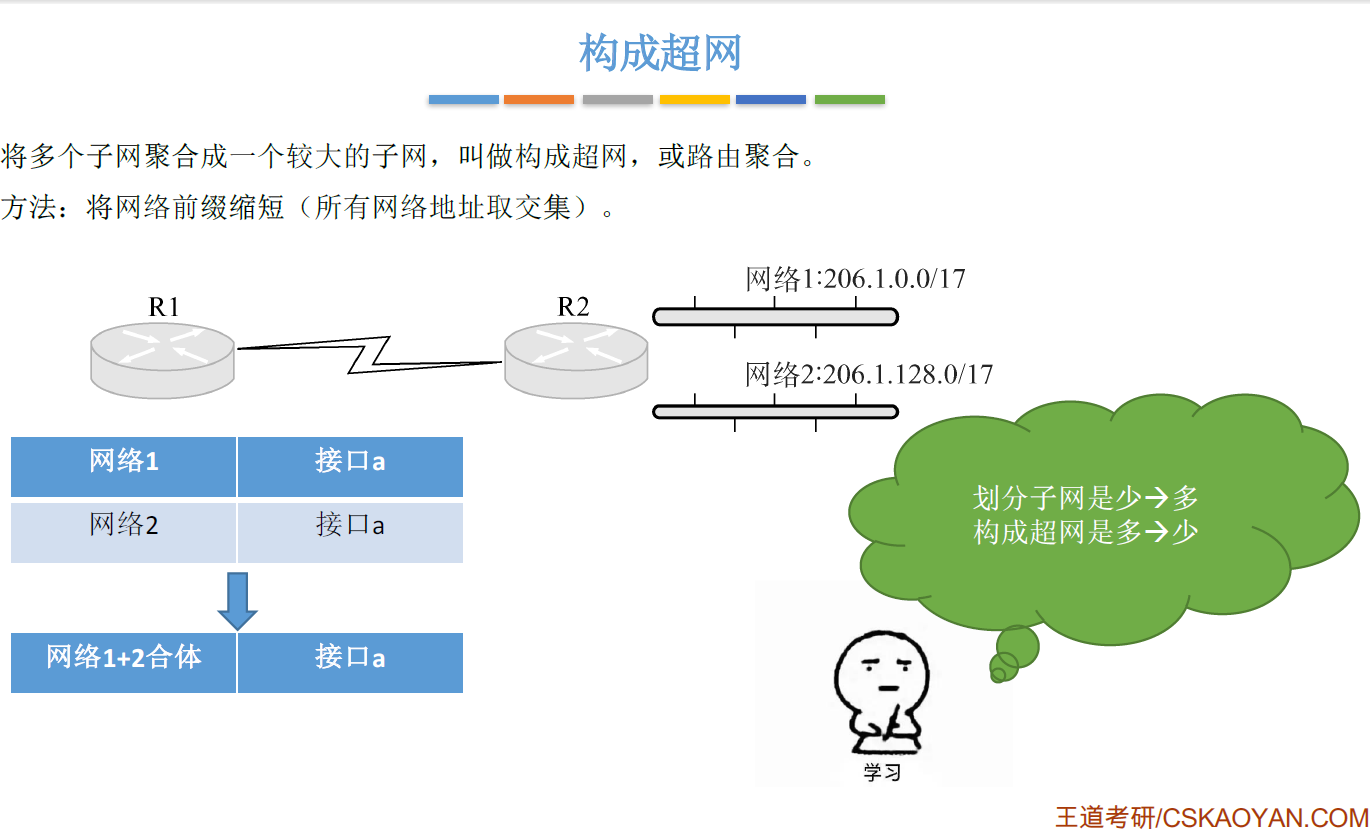 构成超网
将多个子网聚合成一个较大的子网，叫做构成超网，或路由聚合。
方法：将网络前缀缩短（所有网络地址取交集）。
网络1:206.1.0.0/17
R1
R2
网络2:206.1.128.0/17
网络1 接口a
网络2 接口a
划分子网是少→多
构成超网是多→少
网络1+2合体 接口a
学习
王道考研/CSKAOYAN.COM